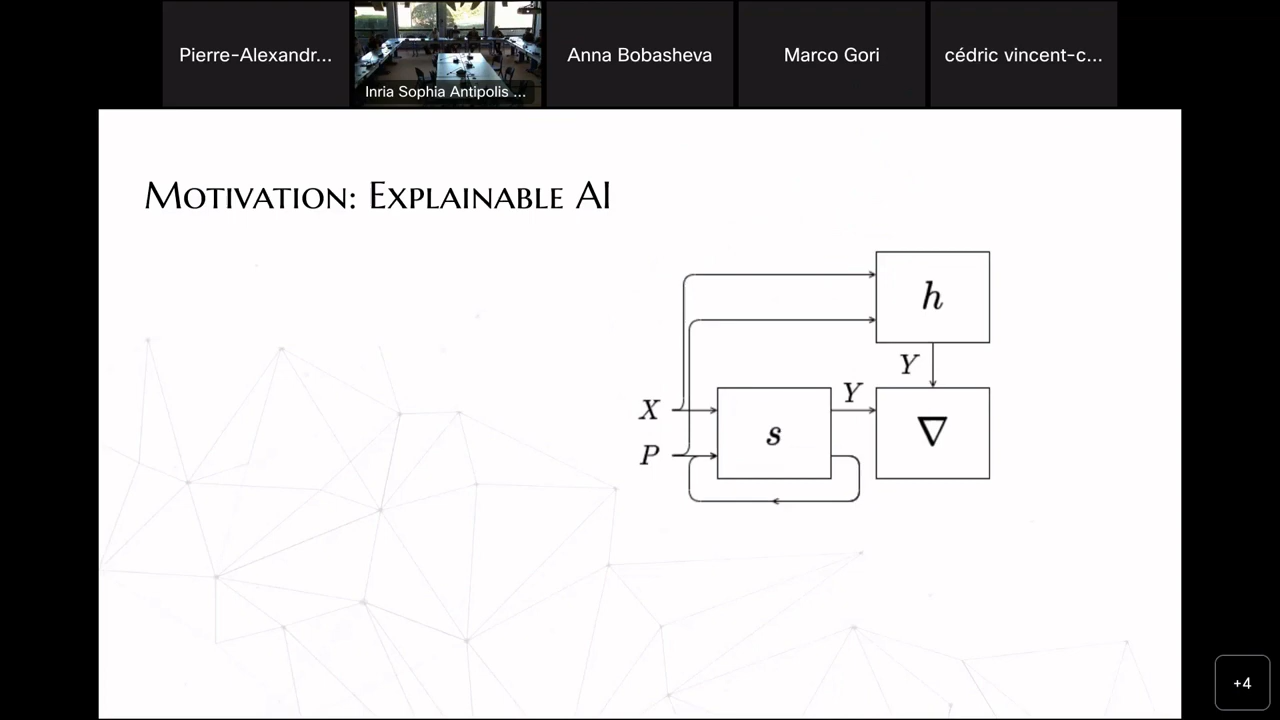 Pierre-Alexandr...
Inria Sophia Antipolis ...
Anna Bobasheva
Marco Gori
cédric vincent-c...
Motivation: Explainable AI
h
Y
X
s
Y
∇
P
+4